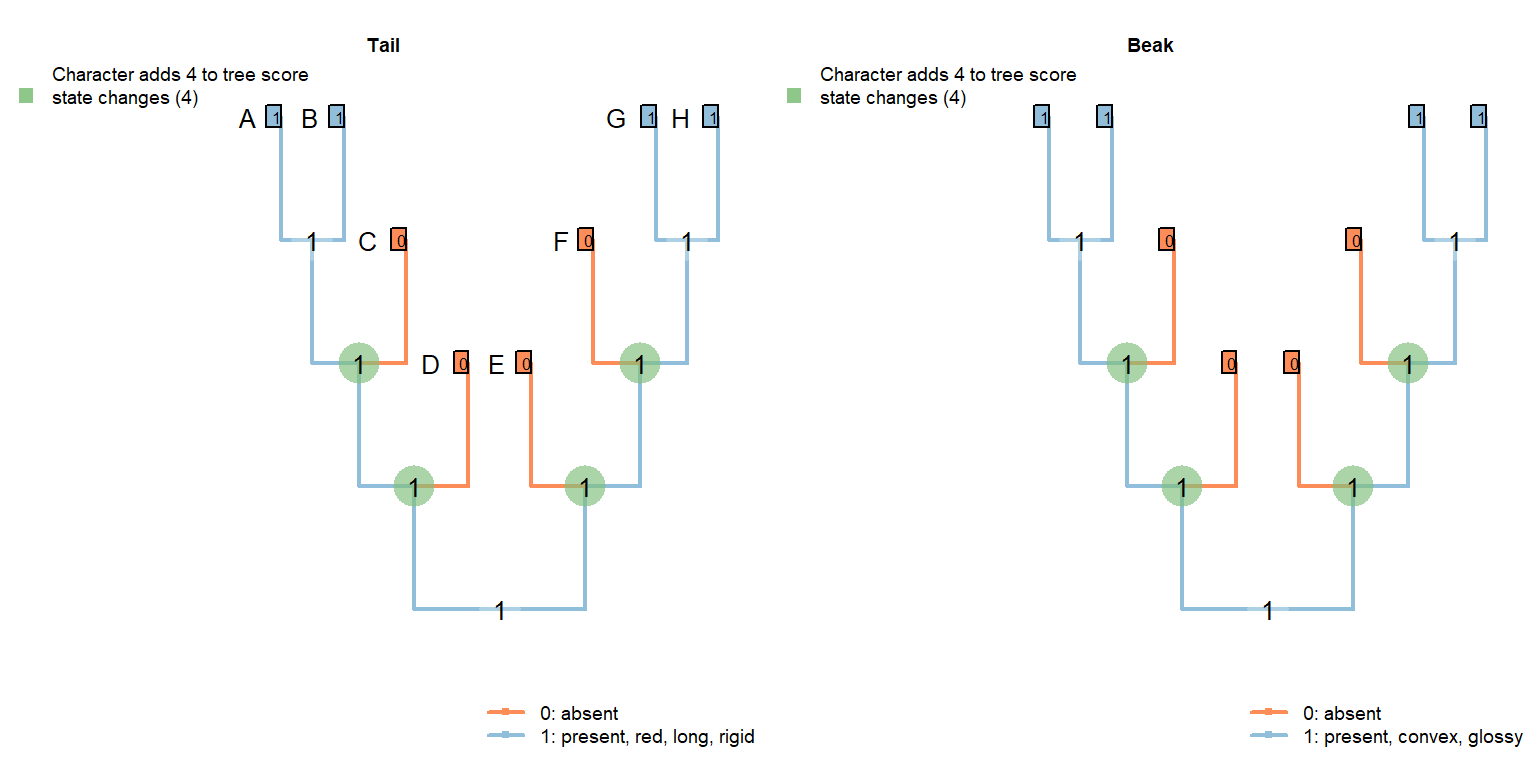 Tail
Beak
Character adds 4 to tree score
state changes (4)
Character adds 4 to tree score
state changes (4)
A 1 B 1 G 1 H 1
1 1 1 1
1 C 0 F 0 1
1 0 0 1
1 D 0 E 0 1
1 0 0 1
1 1
1 1
1
1
0: absent
1: present, red, long, rigid
0: absent
1: present, convex, glossy